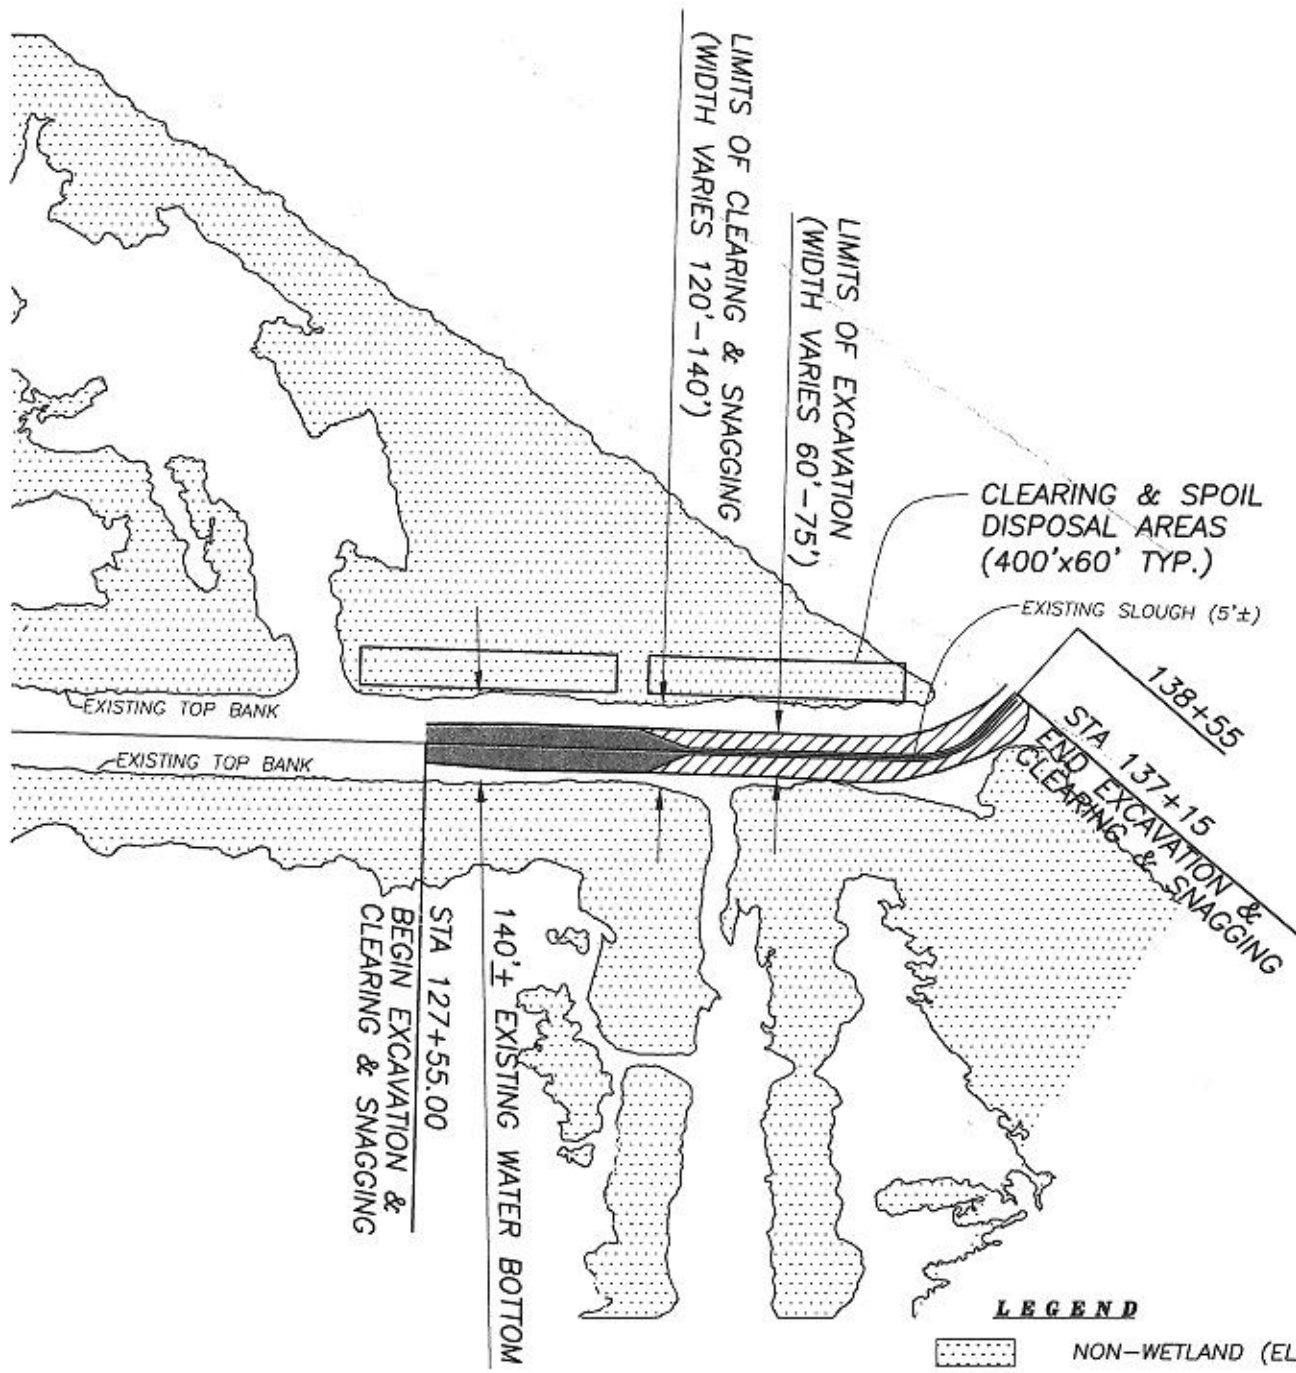 LIMITS OF CLEARING & SNAGGING
(WIDTH VARIES 120'-140')
LIMITS OF EXCAVATION
(WIDTH VARIES 60'-75')
CLEARING & SPOIL
DISPOSAL AREAS
(400'x60' TYP.)
EXISTING SLOUGH (5'±)
138+55
STA 137+15
END EXCAVATION &
CLEARING & SNAGGING
EXISTING TOP BANK
EXISTING TOP BANK
140'± EXISTING WATER BOTTOM
STA 127+55.00
BEGIN EXCAVATION &
CLEARING & SNAGGING
LEGEND
NON-WETLAND (EL